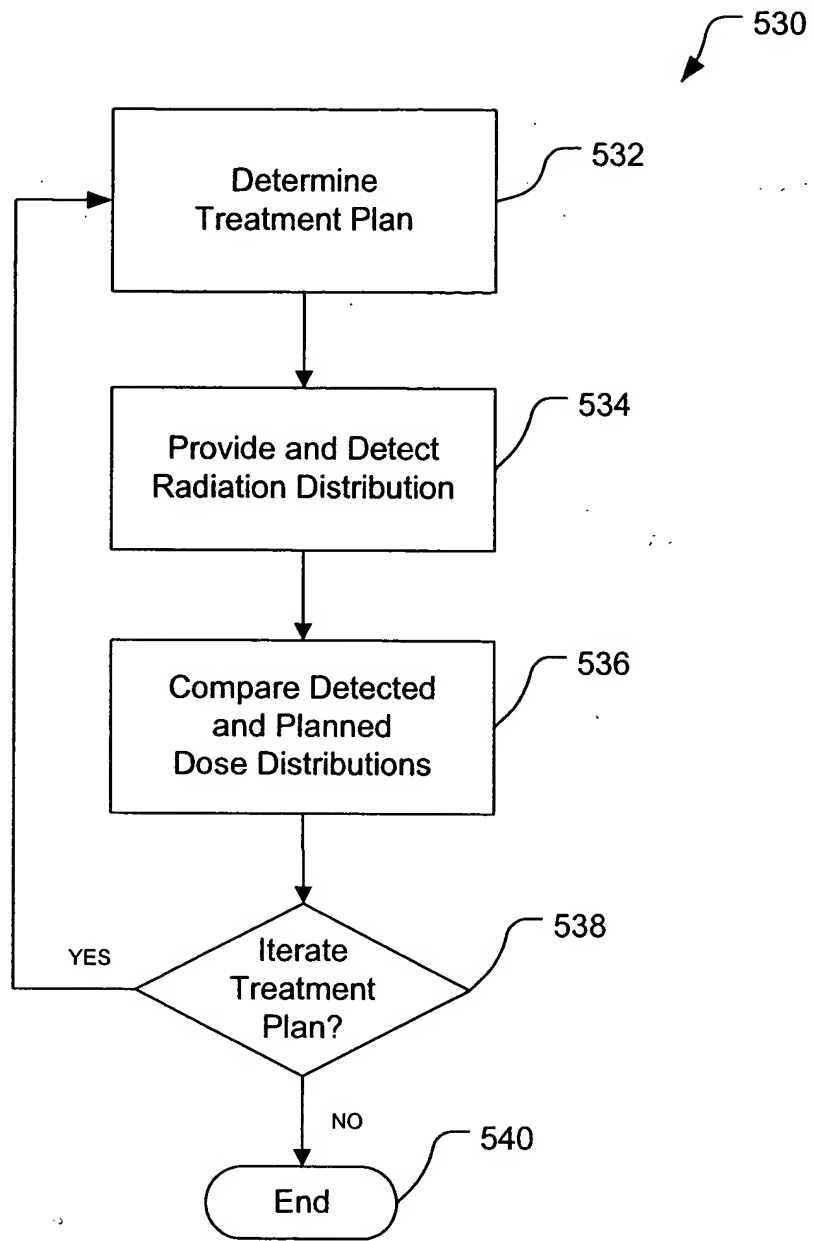 530
Determine
Treatment Plan
532
Provide and Detect
Radiation Distribution
534
Compare Detected
and Planned
Dose Distributions
536
Iterate
Treatment
Plan?
538
YES
NO
End
540